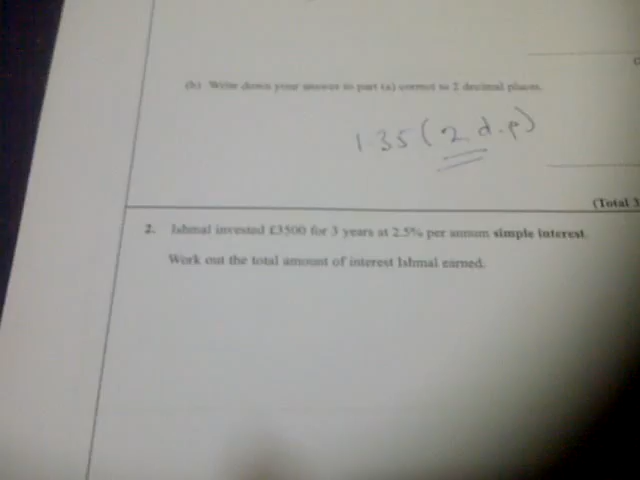 (b) Write down your answer to part (a) correct to 2 decimal places.
1.35 (2 d.p)
(Total 3
2. Ishmal invested £3500 for 3 years at 2.5% per annum simple interest.
Work out the total amount of interest Ishmal earned.